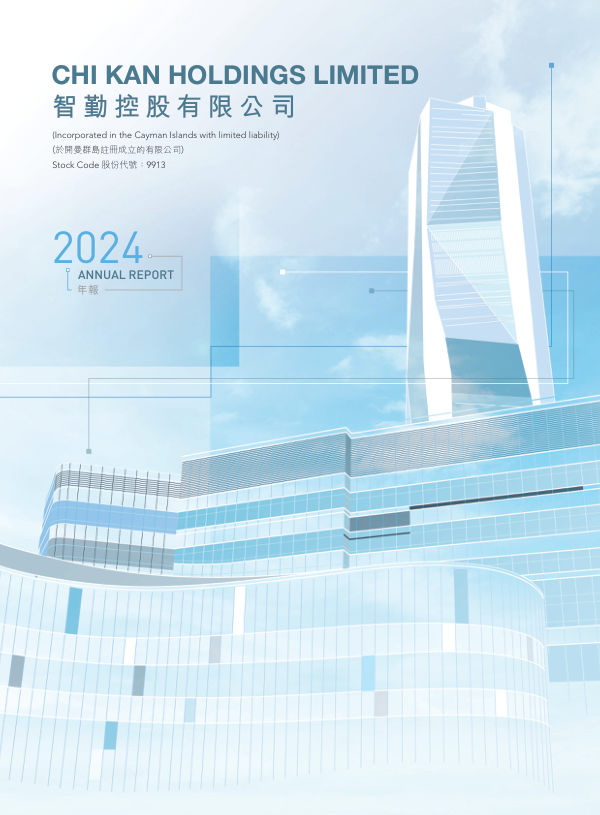 CHI KAN HOLDINGS LIMITED
智勤控股有限公司
(Incorporated in the Cayman Islands with limited liability)
(於開曼群島註冊成立的有限公司)
Stock Code 股份代號：9913
2024
ANNUAL REPORT
年報